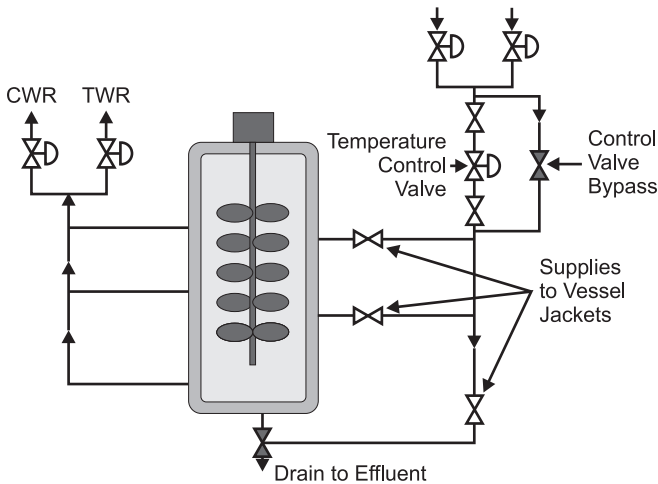 CWR
TWR
Temperature
Control
Valve
Control
Valve
Bypass
Supplies
to Vessel
Jackets
Drain to Effluent